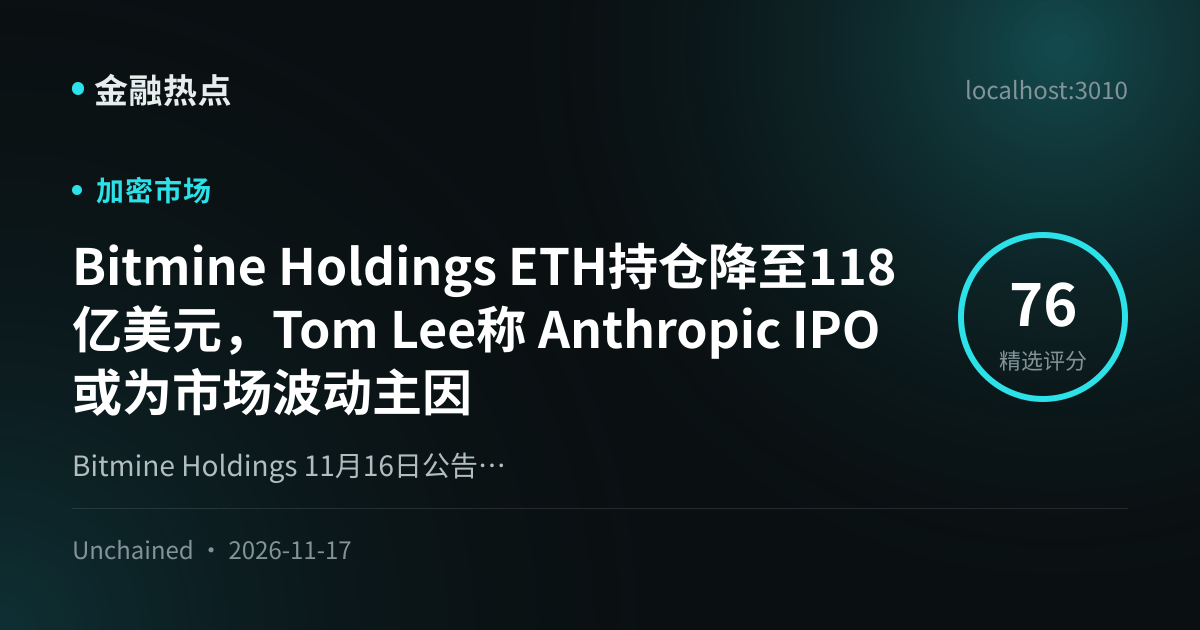 金融热点
localhost:3010
加密市场
Bitmine Holdings ETH持仓降至118
亿美元，Tom Lee称 Anthropic IPO
或为市场波动主因
76
精选评分
Bitmine Holdings 11月16日公告…
Unchained • 2026-11-17